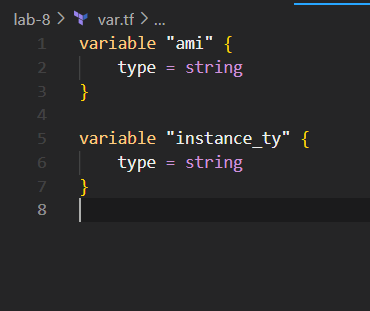 lab-8 > var.tf > ...
1 variable "ami" {
2 type = string
3 }
4
5 variable "instance_ty" {
6 type = string
7 }
8